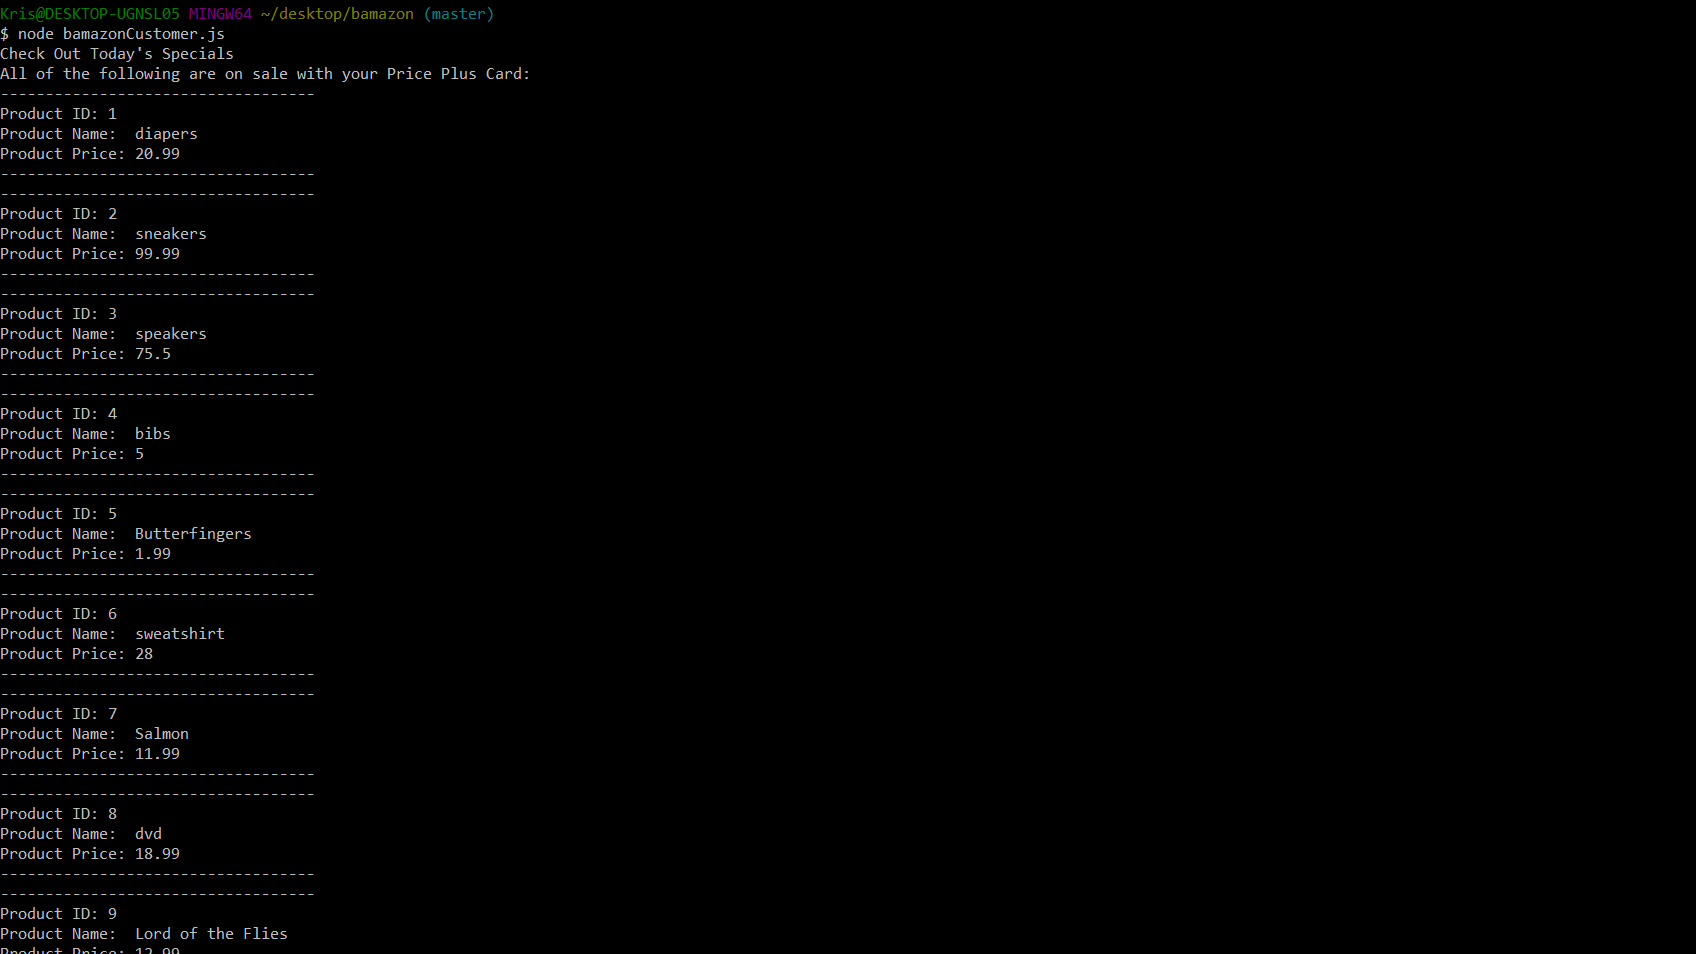 Kris@DESKTOP-UGNSL05 MINGW64 ~/desktop/bamazon (master)
$ node bamazonCustomer.js
Check Out Today's Specials
All of the following are on sale with your Price Plus Card:
-----------------------------------
Product ID: 1
Product Name:  diapers
Product Price: 20.99
-----------------------------------
-----------------------------------
Product ID: 2
Product Name:  sneakers
Product Price: 99.99
-----------------------------------
-----------------------------------
Product ID: 3
Product Name:  speakers
Product Price: 75.5
-----------------------------------
-----------------------------------
Product ID: 4
Product Name:  bibs
Product Price: 5
-----------------------------------
-----------------------------------
Product ID: 5
Product Name:  Butterfingers
Product Price: 1.99
-----------------------------------
-----------------------------------
Product ID: 6
Product Name:  sweatshirt
Product Price: 28
-----------------------------------
-----------------------------------
Product ID: 7
Product Name:  Salmon
Product Price: 11.99
-----------------------------------
-----------------------------------
Product ID: 8
Product Name:  dvd
Product Price: 18.99
-----------------------------------
-----------------------------------
Product ID: 9
Product Name:  Lord of the Flies
Product Price: 12.99